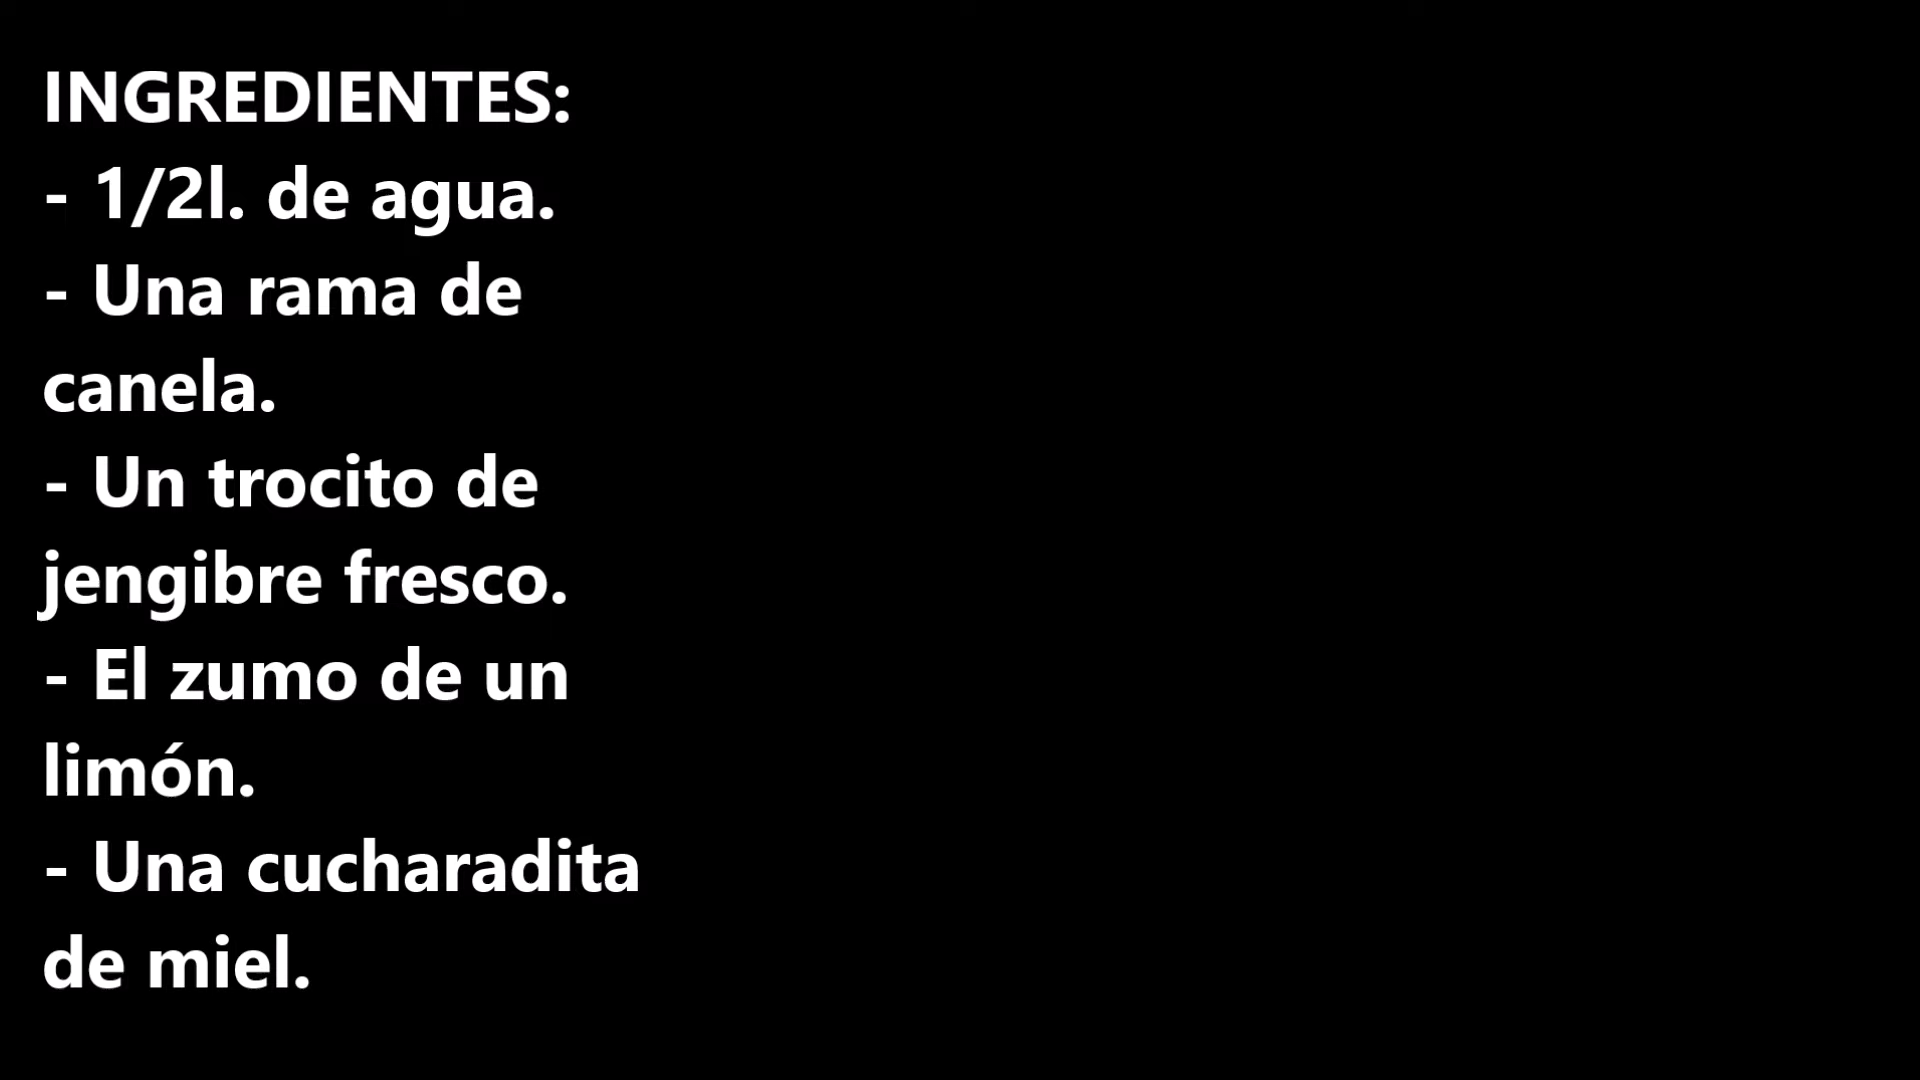 INGREDIENTES:
- 1/2l. de agua.
- Una rama de
canela.
- Un trocito de
jengibre fresco.
- El zumo de un
limón.
- Una cucharadita
de miel.